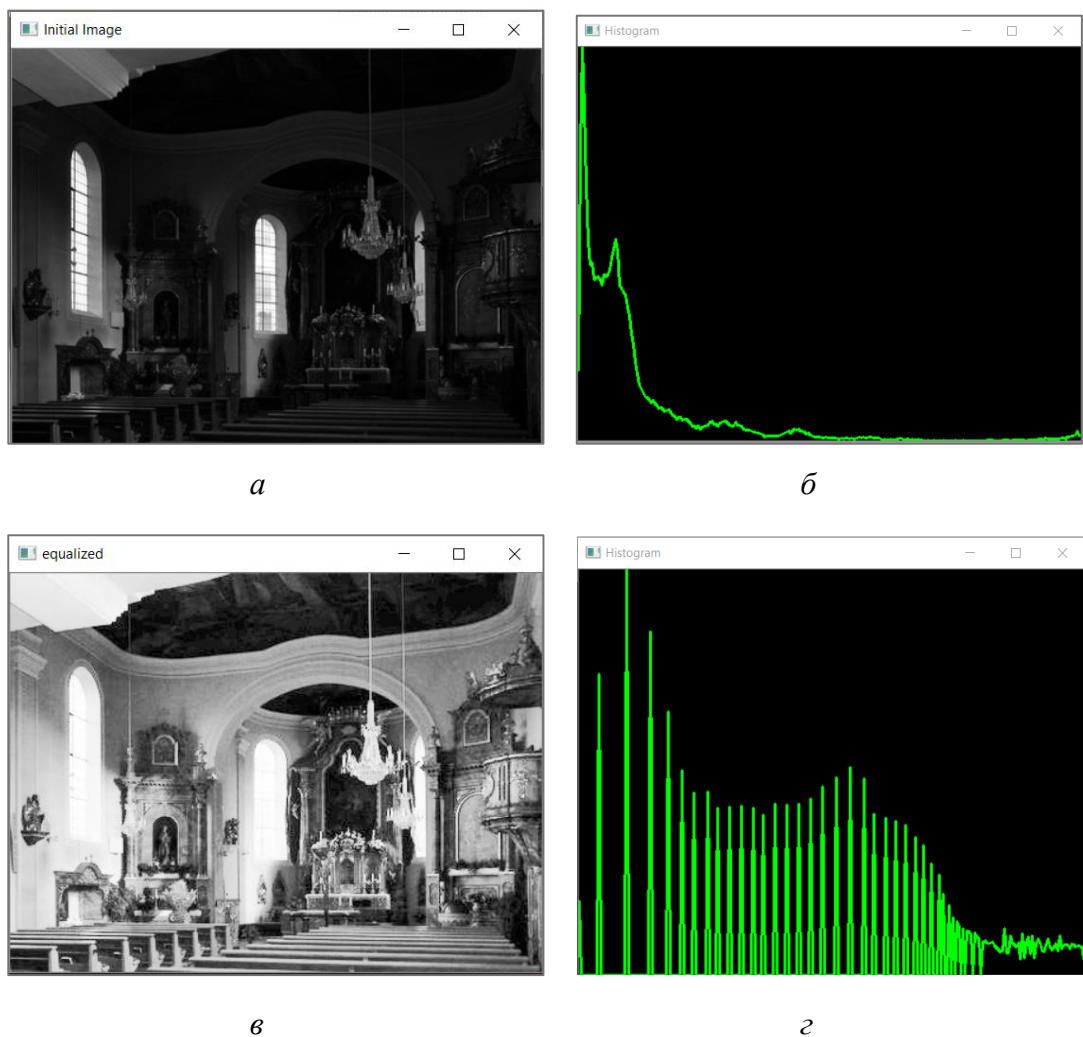 Initial Image
Histogram
а
б
equalized
Histogram
в
г